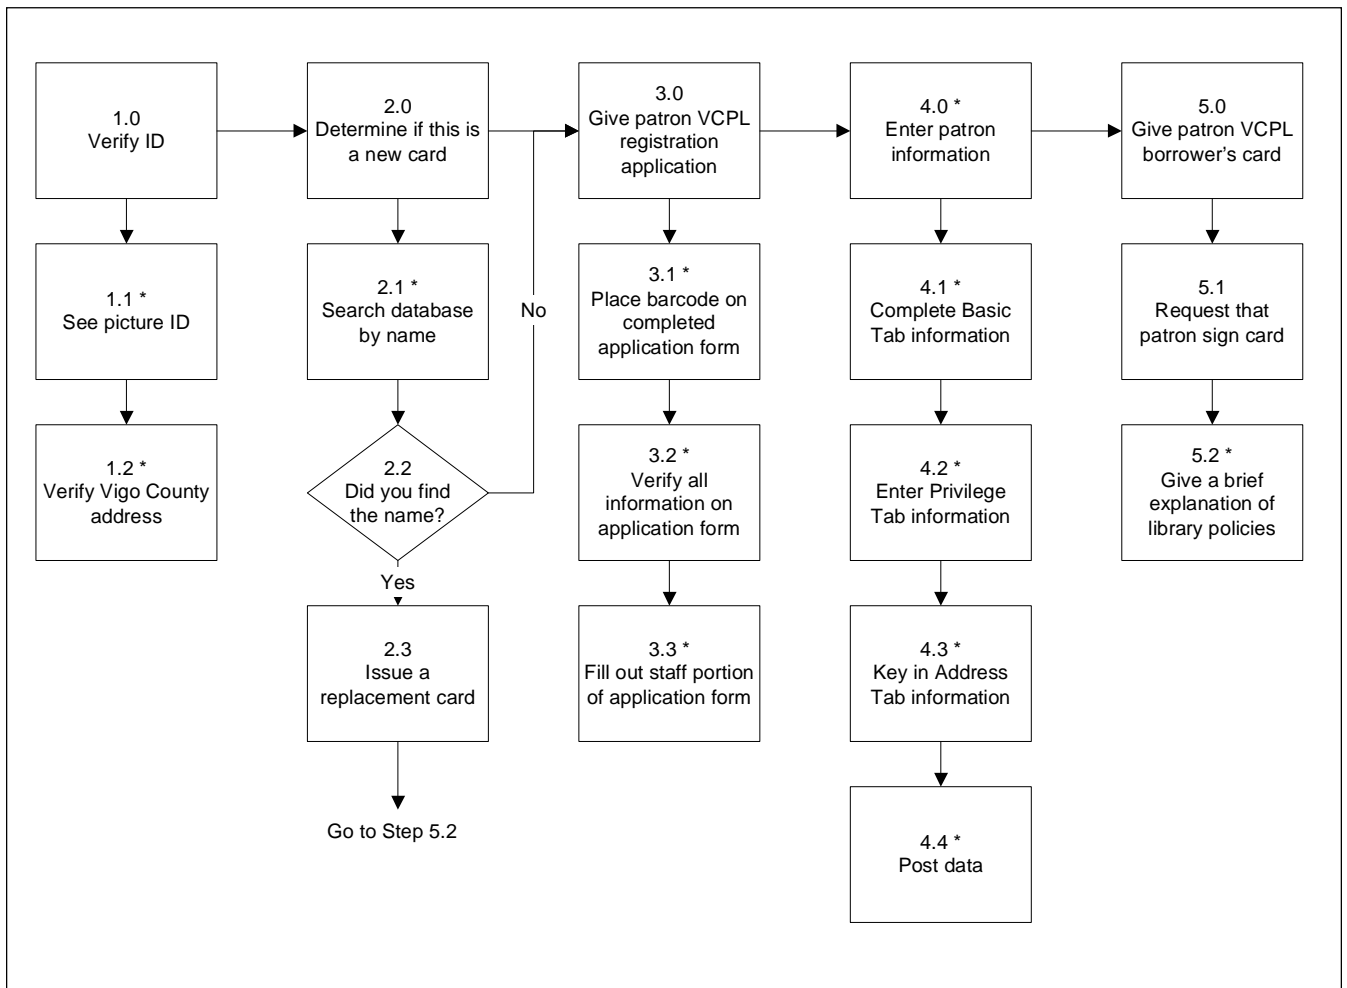 1.0
Verify ID
1.1 *
See picture ID
1.2 *
Verify Vigo County
address
2.0
Determine if this is
a new card
2.1 *
Search database
by name
2.2
Did you find
the name?
No
Yes
2.3
Issue a
replacement card
Go to Step 5.2
3.0
Give patron VCPL
registration
application
3.1 *
Place barcode on
completed
application form
3.2 *
Verify all
information on
application form
3.3 *
Fill out staff portion
of application form
4.0 *
Enter patron
information
4.1 *
Complete Basic
Tab information
4.2 *
Enter Privilege
Tab information
4.3 *
Key in Address
Tab information
4.4 *
Post data
5.0
Give patron VCPL
borrower’s card
5.1
Request that
patron sign card
5.2 *
Give a brief
explanation of
library policies